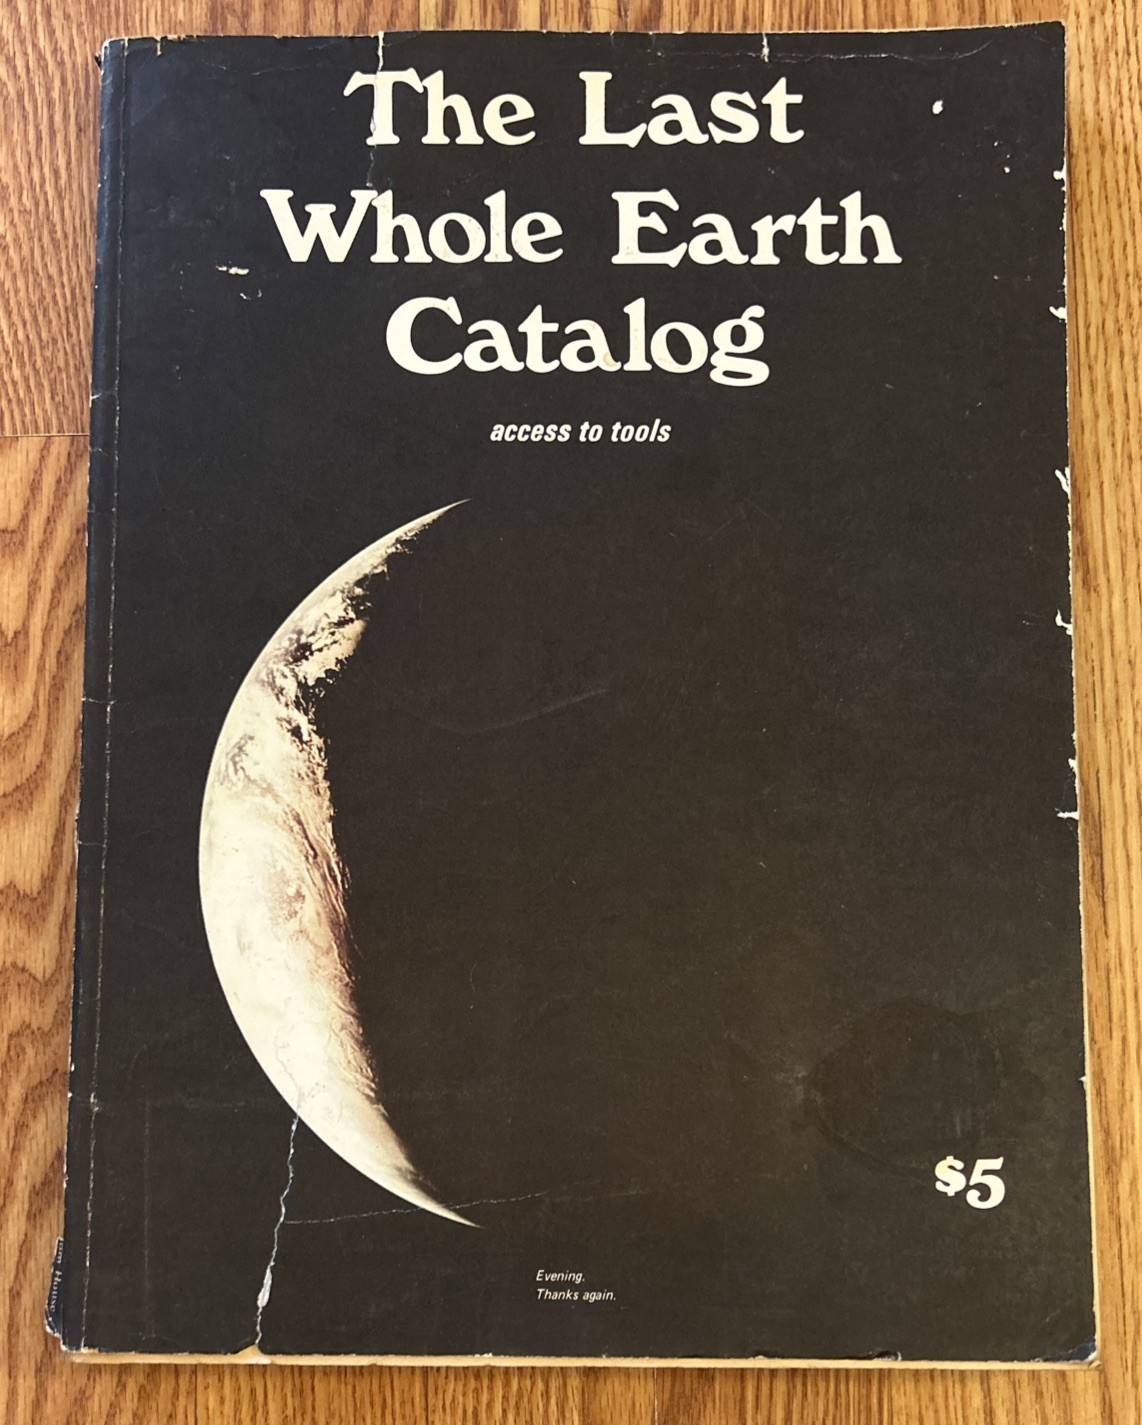 The Last
Whole Earth
Catalog
access to tools
$5
Evening.
Thanks again.